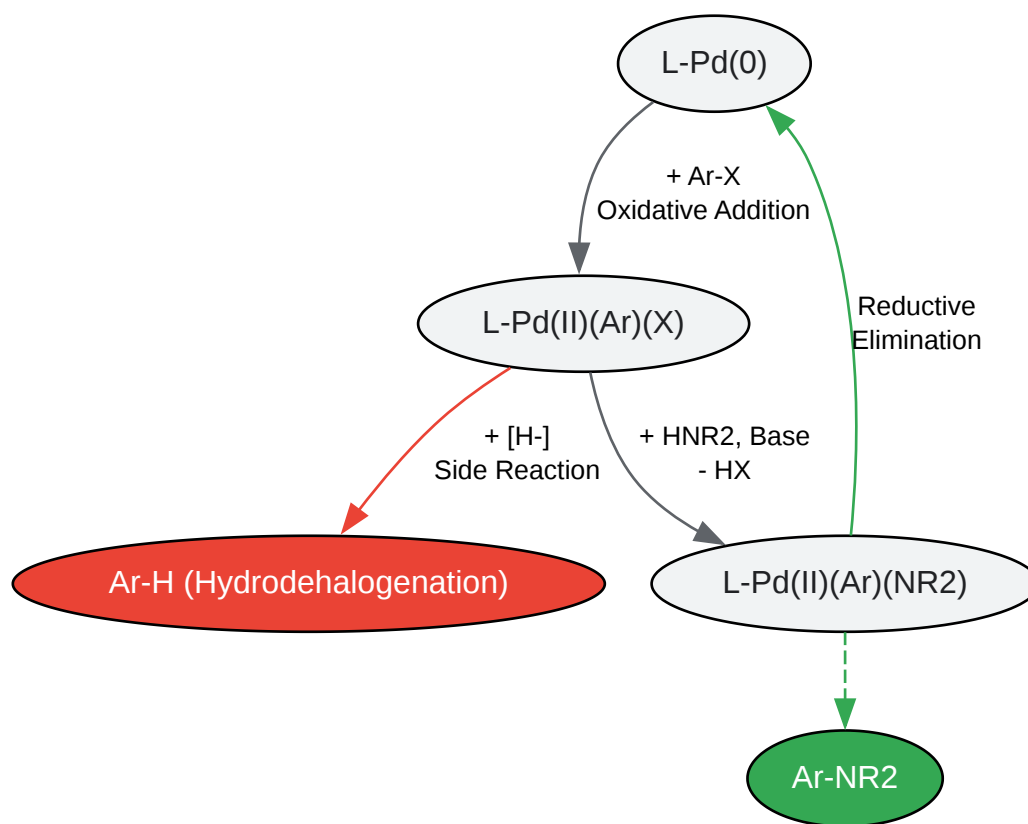 L-Pd(0)
+ Ar-X
Oxidative Addition
L-Pd(II)(Ar)(X)
Reductive
Elimination
+ [H-]
Side Reaction
+ HNR2, Base
- HX
Ar-H (Hydrodehalogenation)
L-Pd(II)(Ar)(NR2)
Ar-NR2